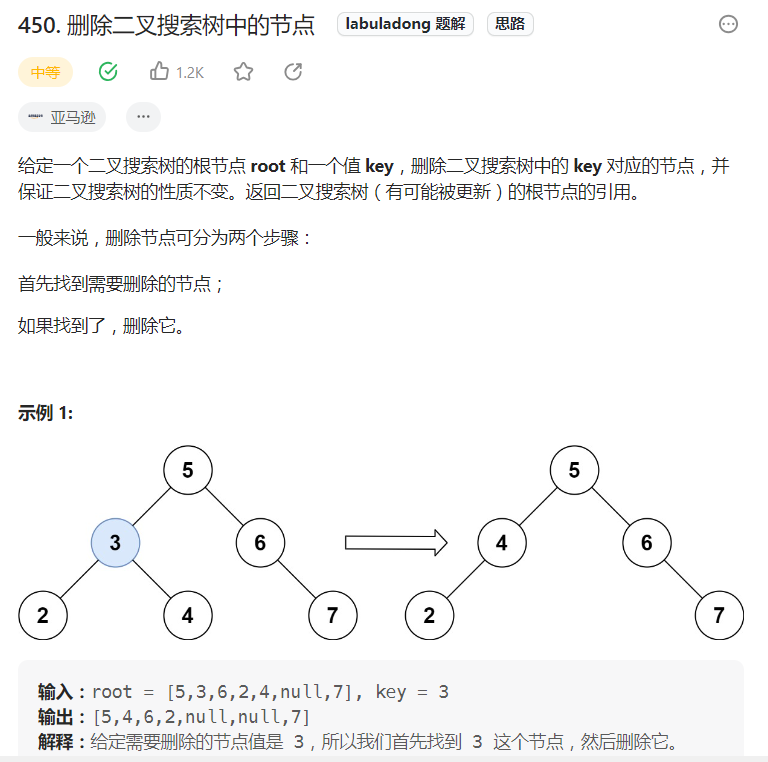 450. 删除二叉搜索树中的节点 labuladong 题解 思路
中等 1.2K
亚马逊 ...
给定一个二叉搜索树的根节点 root 和一个值 key，删除二叉搜索树中的 key 对应的节点，并
保证二叉搜索树的性质不变。返回二叉搜索树（有可能被更新）的根节点的引用。
一般来说，删除节点可分为两个步骤：
首先找到需要删除的节点；
如果找到了，删除它。
示例 1:
5 5
3 6 4 6
2 4 7 2 7
输入：root = [5,3,6,2,4,null,7], key = 3
输出：[5,4,6,2,null,null,7]
解释：给定需要删除的节点值是 3，所以我们首先找到 3 这个节点，然后删除它。